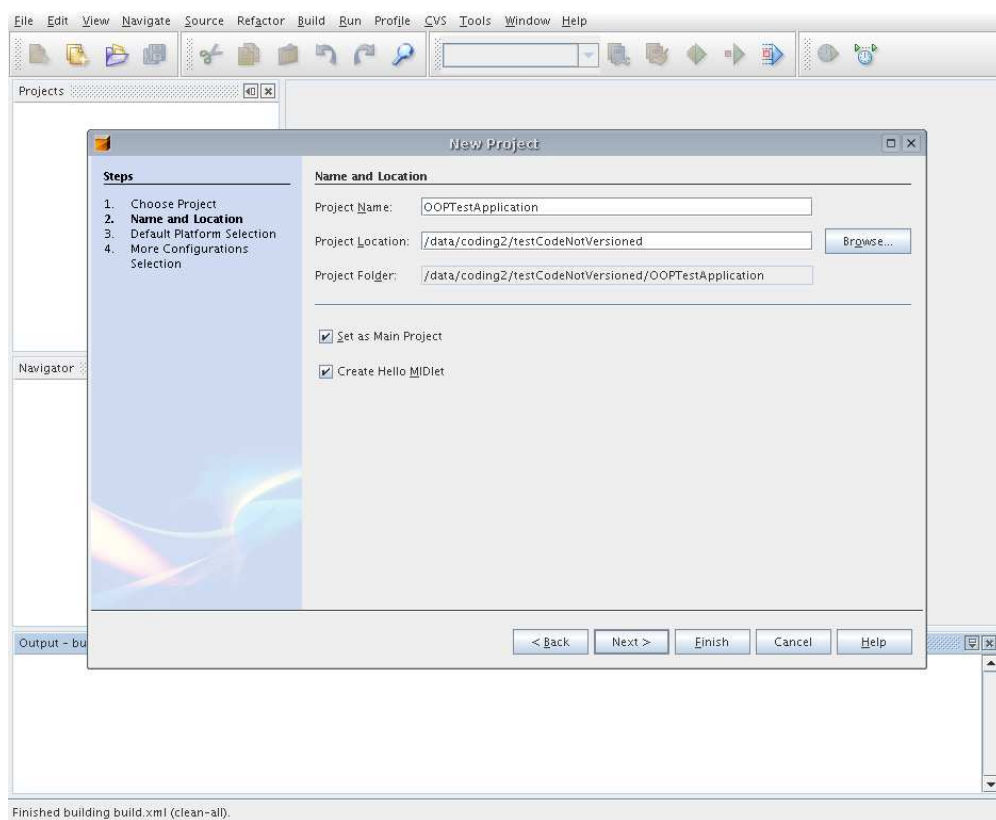 File Edit View Navigate Source Refactor Build Run Profile CVS Tools Window Help
Projects
New Project
Steps
1. Choose Project
2. Name and Location
3. Default Platform Selection
4. More Configurations
Selection
Name and Location
Project Name: OOPTestApplication
Project Location: /data/coding2/testCodeNotVersioned Browse...
Project Folder: /data/coding2/testCodeNotVersioned/OOPTestApplication
Set as Main Project
Create Hello MIDlet
Navigator
< Back Next > Finish Cancel Help
Output - bu
Finished building build.xml (clean-all).